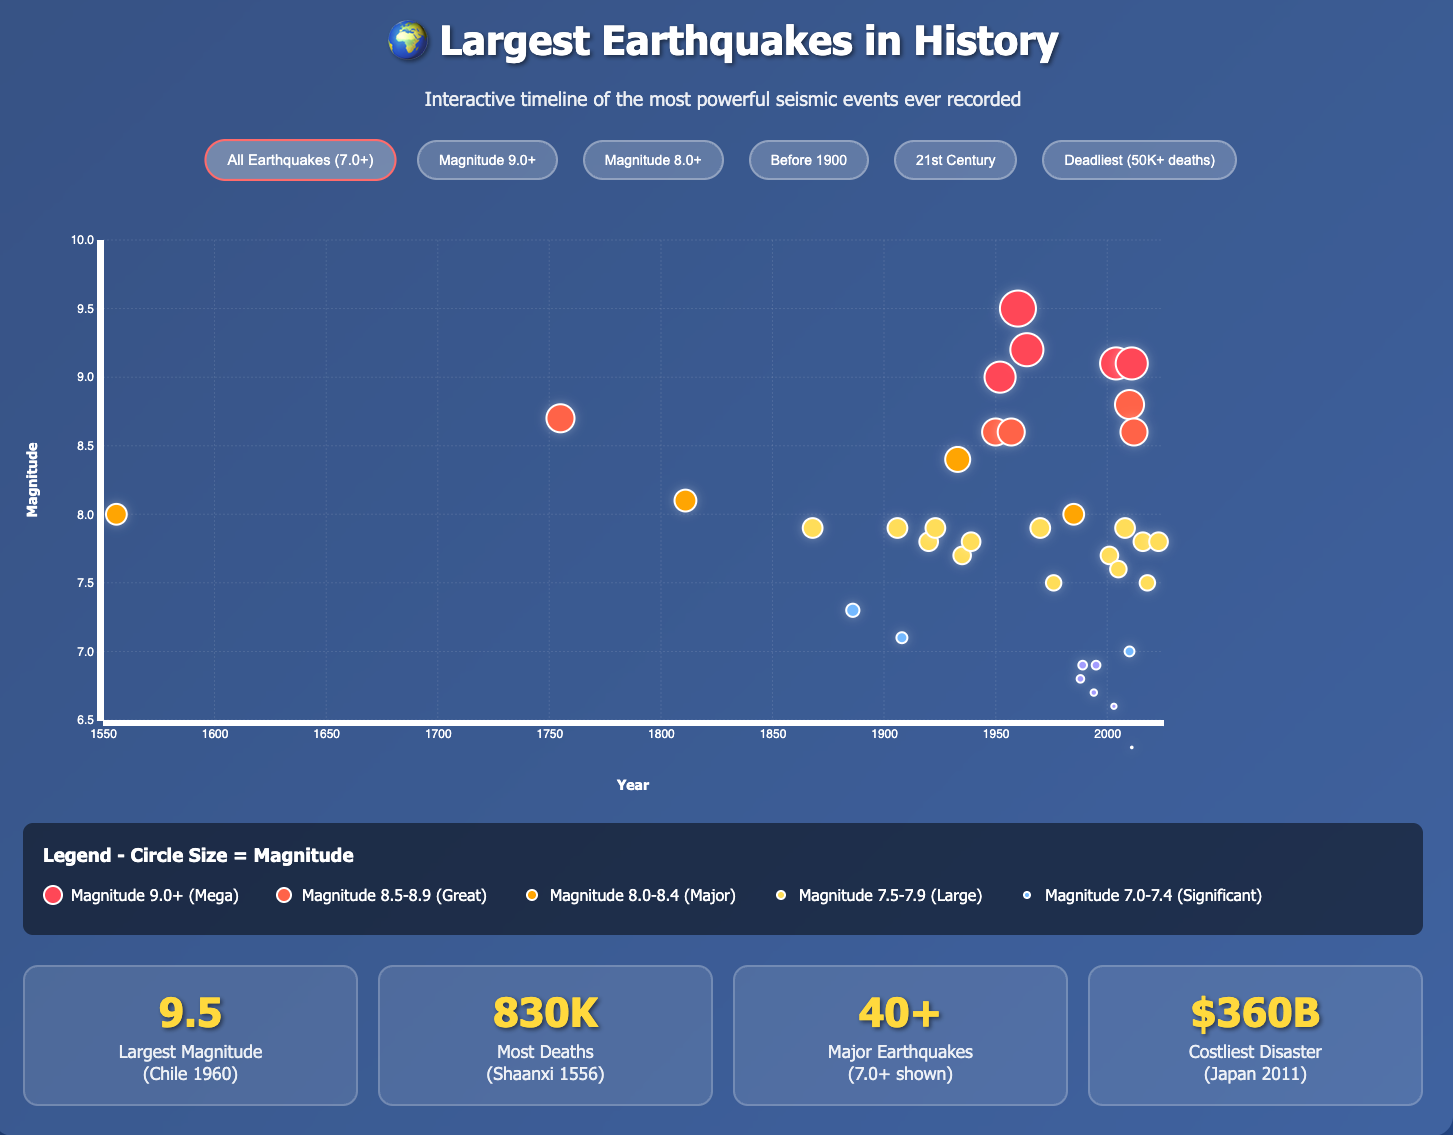 🌍 Largest Earthquakes in History
Interactive timeline of the most powerful seismic events ever recorded
All Earthquakes (7.0+)
Magnitude 9.0+
Magnitude 8.0+
Before 1900
21st Century
Deadliest (50K+ deaths)
10.0
9.5
9.0
8.5
8.0
7.5
7.0
6.5
Magnitude
1550
1600
1650
1700
1750
1800
1850
1900
1950
2000
Year
Legend - Circle Size = Magnitude
Magnitude 9.0+ (Mega)
Magnitude 8.5-8.9 (Great)
Magnitude 8.0-8.4 (Major)
Magnitude 7.5-7.9 (Large)
Magnitude 7.0-7.4 (Significant)
9.5
Largest Magnitude
(Chile 1960)
830K
Most Deaths
(Shaanxi 1556)
40+
Major Earthquakes
(7.0+ shown)
$360B
Costliest Disaster
(Japan 2011)